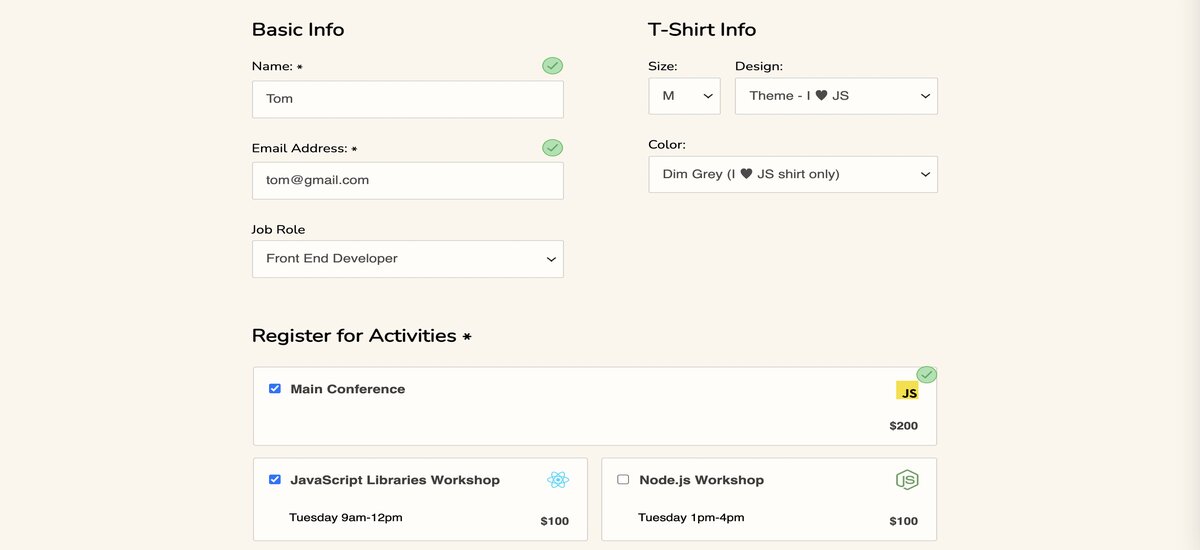 Basic Info
Name: *
Tom
Email Address: *
tom@gmail.com
Job Role
Front End Developer
T-Shirt Info
Size:
M
Design:
Theme - I ♥ JS
Color:
Dim Grey (I ♥ JS shirt only)
Register for Activities *
Main Conference
JS
$200
JavaScript Libraries Workshop
Tuesday 9am-12pm
$100
Node.js Workshop
JS
Tuesday 1pm-4pm
$100